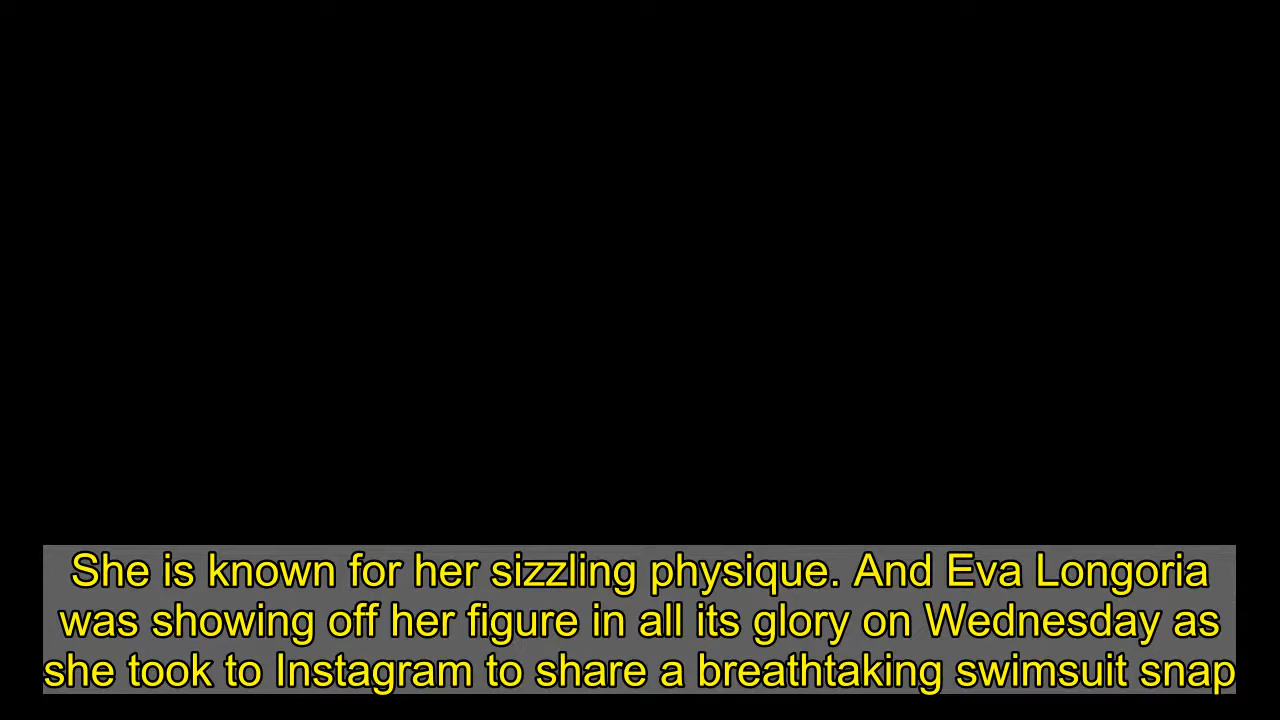 She is known for her sizzling physique. And Eva Longoria
was showing off her figure in all its glory on Wednesday as
she took to Instagram to share a breathtaking swimsuit snap